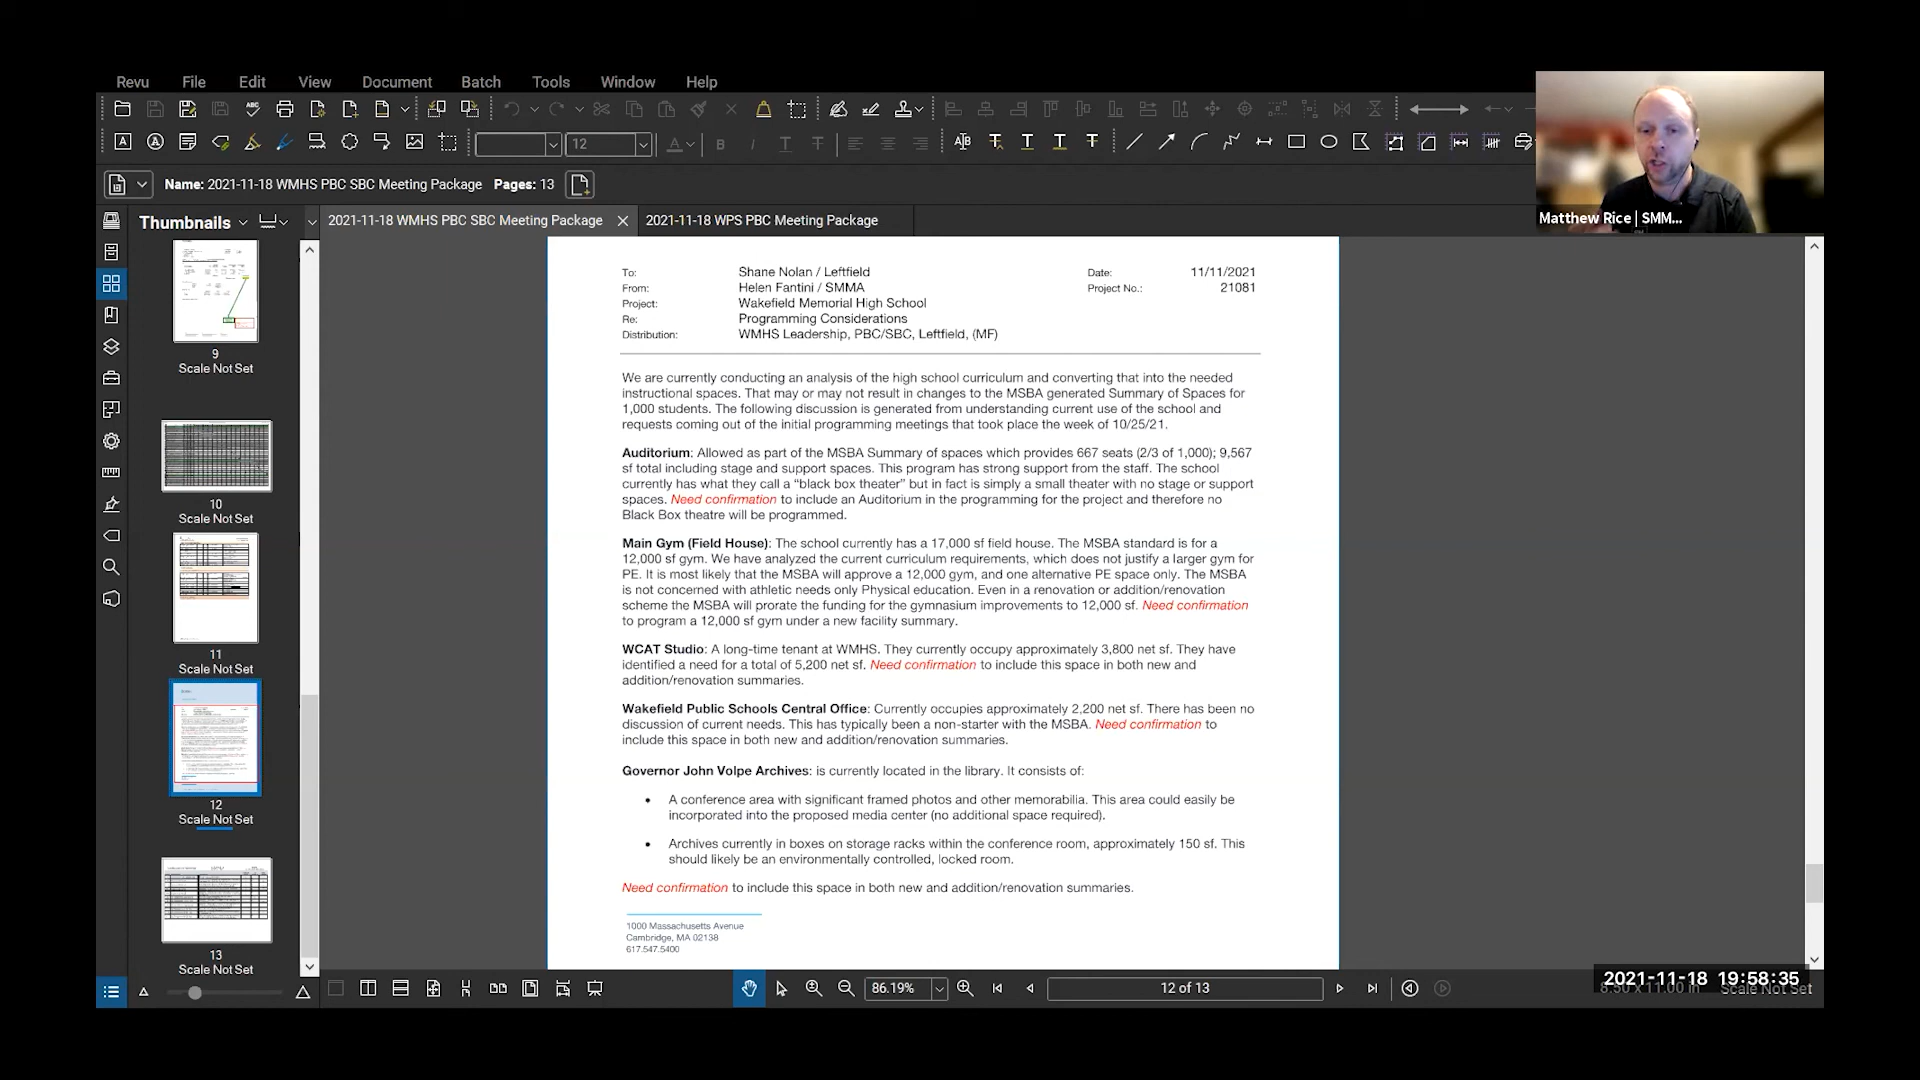 Revu File Edit View Document Batch Tools Window Help
12
Name: 2021-11-18 WMHS PBC SBC Meeting Package Pages: 13
Thumbnails
2021-11-18 WMHS PBC SBC Meeting Package
2021-11-18 WPS PBC Meeting Package
Matthew Rice | SMM...
9
Scale Not Set
10
Scale Not Set
11
Scale Not Set
12
Scale Not Set
13
Scale Not Set
To: Shane Nolan / Leftfield Date: 11/11/2021
From: Helen Fantini / SMMA Project No.: 21081
Project: Wakefield Memorial High School
Re: Programming Considerations
Distribution: WMHS Leadership, PBC/SBC, Leftfield, (MF)
We are currently conducting an analysis of the high school curriculum and converting that into the needed
instructional spaces. That may or may not result in changes to the MSBA generated Summary of Spaces for
1,000 students. The following discussion is generated from understanding current use of the school and
requests coming out of the initial programming meetings that took place the week of 10/25/21.
Auditorium: Allowed as part of the MSBA Summary of spaces which provides 667 seats (2/3 of 1,000); 9,567
sf total including stage and support spaces. This program has strong support from the staff. The school
currently has what they call a “black box theater” but in fact is simply a small theater with no stage or support
spaces. Need confirmation to include an Auditorium in the programming for the project and therefore no
Black Box theatre will be programmed.
Main Gym (Field House): The school currently has a 17,000 sf field house. The MSBA standard is for a
12,000 sf gym. We have analyzed the current curriculum requirements, which does not justify a larger gym for
PE. It is most likely that the MSBA will approve a 12,000 gym, and one alternative PE space only. The MSBA
is not concerned with athletic needs only Physical education. Even in a renovation or addition/renovation
scheme the MSBA will prorate the funding for the gymnasium improvements to 12,000 sf. Need confirmation
to program a 12,000 sf gym under a new facility summary.
WCAT Studio: A long-time tenant at WMHS. They currently occupy approximately 3,800 net sf. They have
identified a need for a total of 5,200 net sf. Need confirmation to include this space in both new and
addition/renovation summaries.
Wakefield Public Schools Central Office: Currently occupies approximately 2,200 net sf. There has been no
discussion of current needs. This has typically been a non-starter with the MSBA. Need confirmation to
include this space in both new and addition/renovation summaries.
Governor John Volpe Archives: is currently located in the library. It consists of:
• A conference area with significant framed photos and other memorabilia. This area could easily be
incorporated into the proposed media center (no additional space required).
• Archives currently in boxes on storage racks within the conference room, approximately 150 sf. This
should likely be an environmentally controlled, locked room.
Need confirmation to include this space in both new and addition/renovation summaries.
1000 Massachusetts Avenue
Cambridge, MA 02138
617.547.5400
86.19%
12 of 13
2021-11-18 19:58:35
8.50 x 11.00 in Scale Not Set